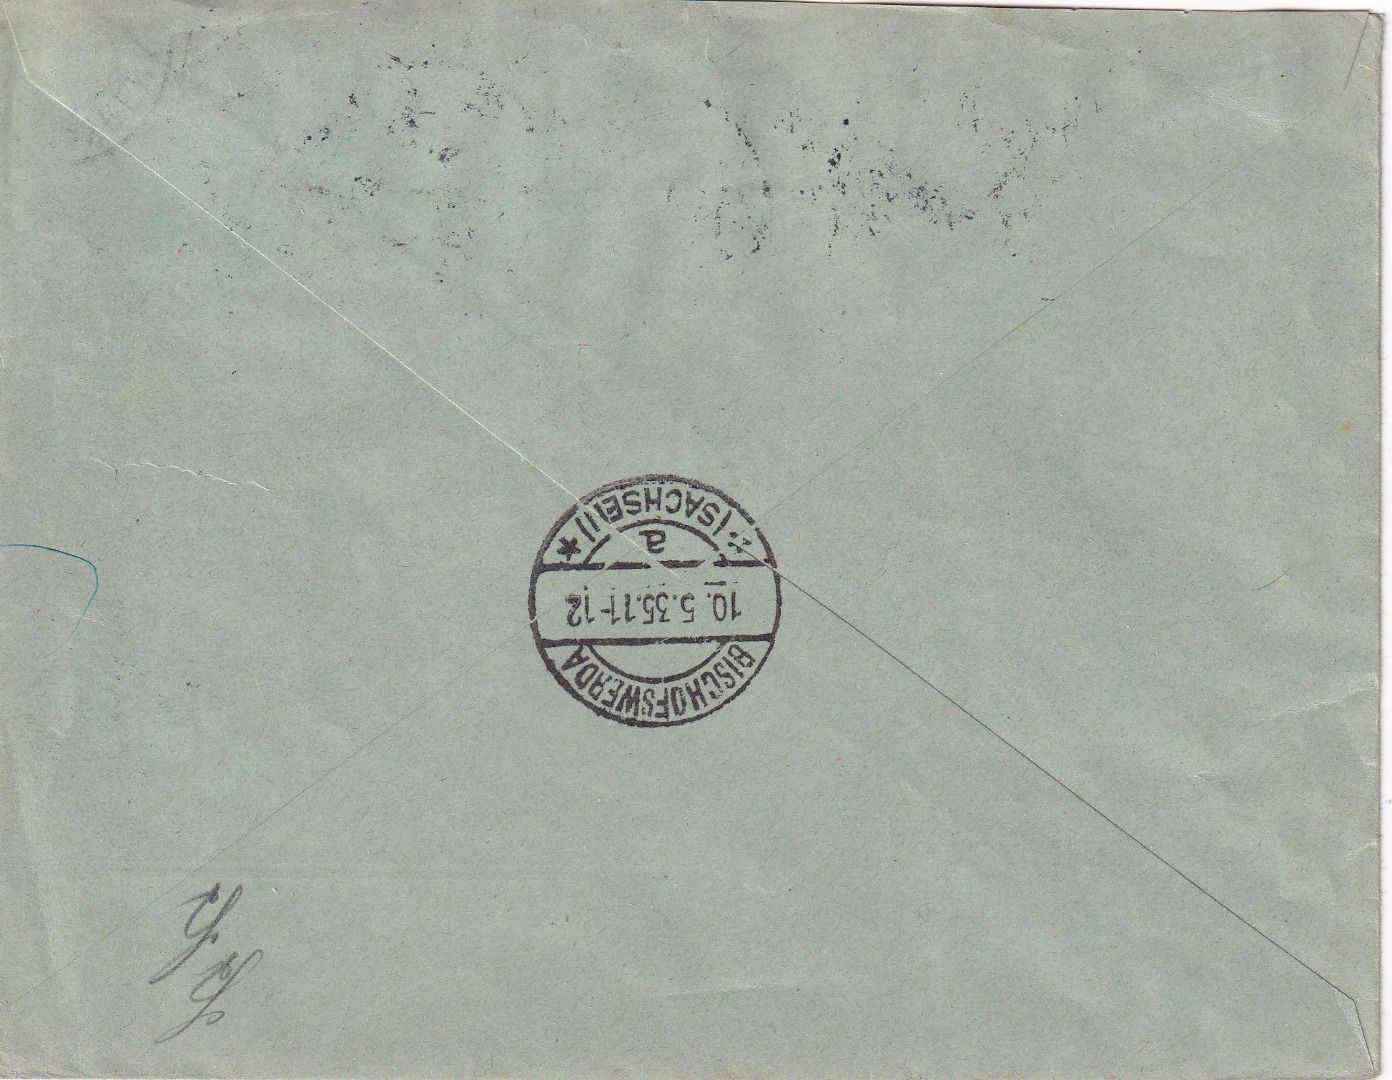 BISCHOFSWERDA
10. 5. 35. 11-12
a
* (SACHSEN) *